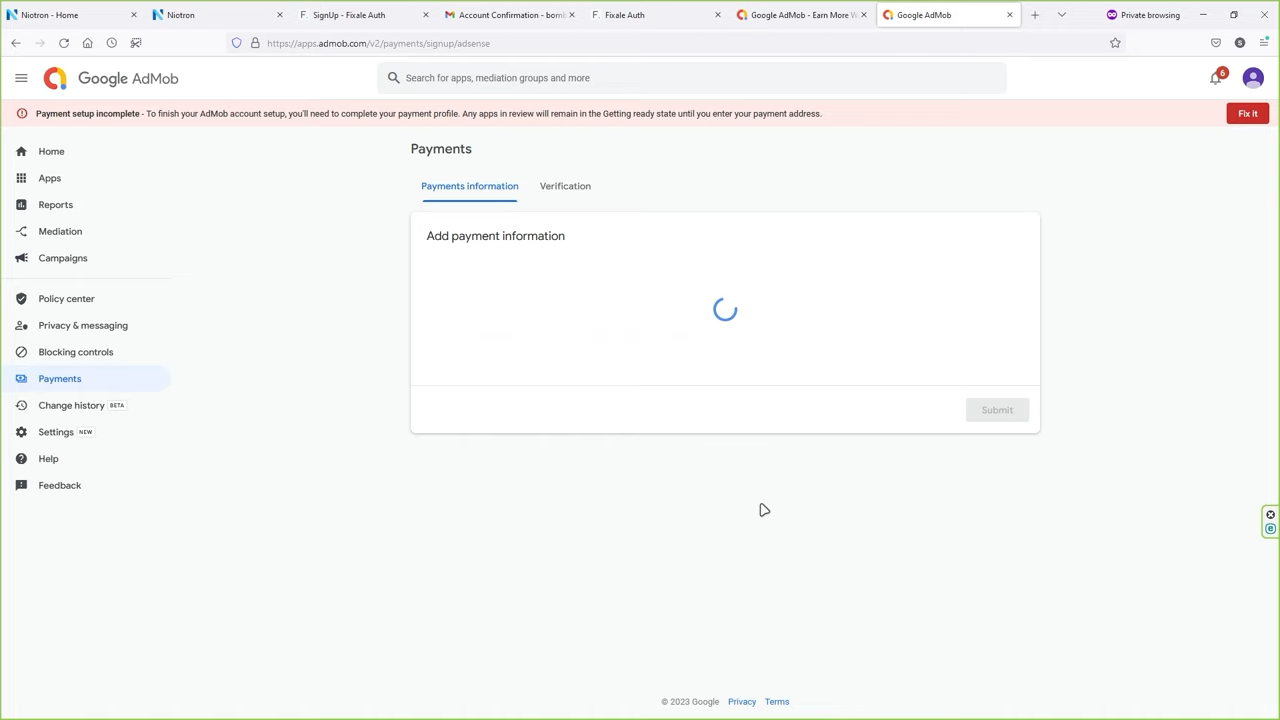 Niotron - Home
Niotron
SignUp - Fixale Auth
Account Confirmation - bomb
Fixale Auth
Google AdMob - Earn More W
Google AdMob
Private browsing
https://apps.admob.com/v2/payments/signup/adsense
Google AdMob
Search for apps, mediation groups and more
6
Payment setup incomplete - To finish your AdMob account setup, you'll need to complete your payment profile. Any apps in review will remain in the Getting ready state until you enter your payment address.
Fix it
Home
Apps
Reports
Mediation
Campaigns
Policy center
Privacy & messaging
Blocking controls
Payments
Change history BETA
Settings NEW
Help
Feedback
Payments
Payments information
Verification
Add payment information
Submit
© 2023 Google Privacy Terms